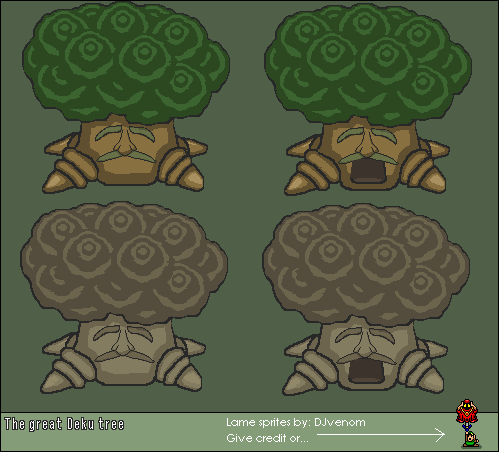 The great Deku tree
Lame sprites by: DJvenom
Give credit or...